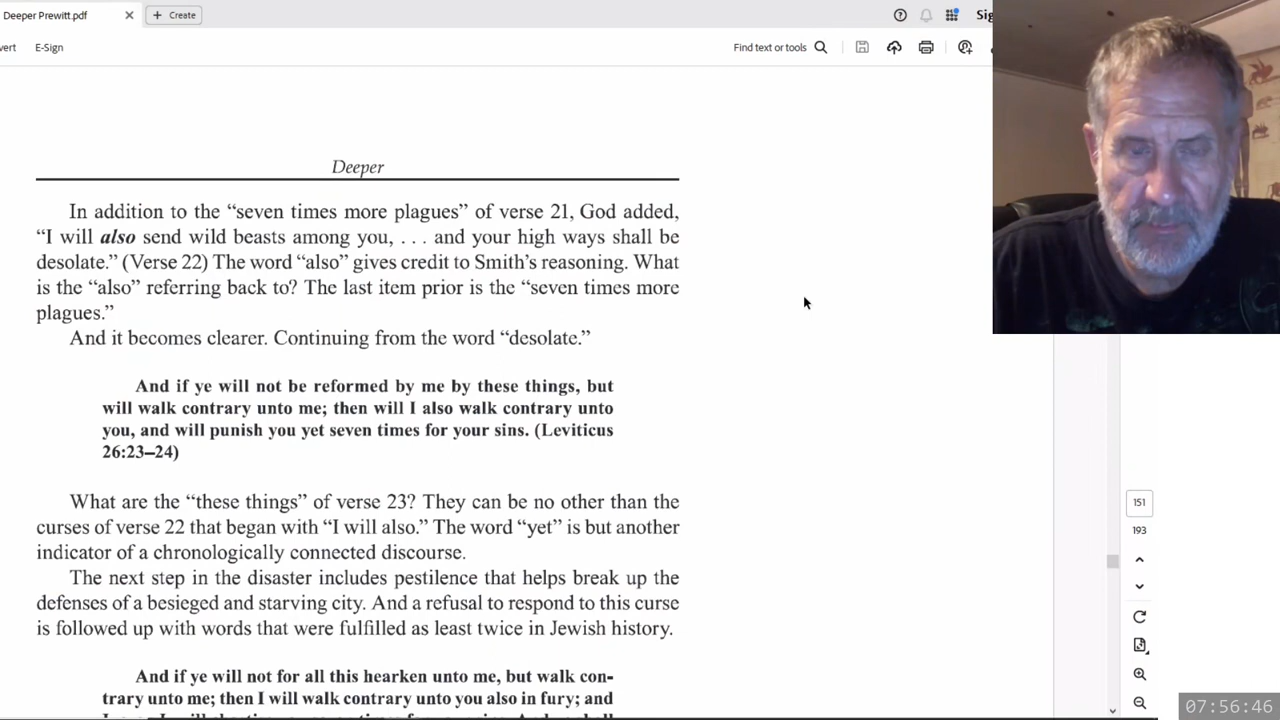 Deeper Prewitt.pdf
Create
Sig
vert
E-Sign
Find text or tools
Deeper
In addition to the “seven times more plagues” of verse 21, God added,
“I will also send wild beasts among you, . . . and your high ways shall be
desolate.” (Verse 22) The word “also” gives credit to Smith’s reasoning. What
is the “also” referring back to? The last item prior is the “seven times more
plagues.”
And it becomes clearer. Continuing from the word “desolate.”
And if ye will not be reformed by me by these things, but
will walk contrary unto me; then will I also walk contrary unto
you, and will punish you yet seven times for your sins. (Leviticus
26:23–24)
What are the “these things” of verse 23? They can be no other than the
curses of verse 22 that began with “I will also.” The word “yet” is but another
indicator of a chronologically connected discourse.
The next step in the disaster includes pestilence that helps break up the
defenses of a besieged and starving city. And a refusal to respond to this curse
is followed up with words that were fulfilled as least twice in Jewish history.
And if ye will not for all this hearken unto me, but walk con-
trary unto me; then I will walk contrary unto you also in fury; and
151
193
07:56:46